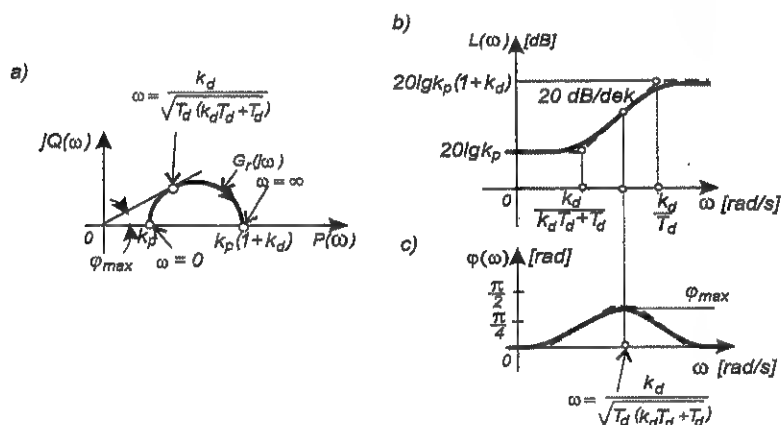 a)
ω = k_d / √(T_d (k_d T_d + T_d))
jQ(ω)
G_r(jω)
ω = ∞
0
k_p
k_p(1 + k_d)
P(ω)
φ_max
ω = 0
b)
L(ω) [dB]
20lgk_p(1 + k_d)
20 dB/dek
20lgk_p
0
k_d / (k_d T_d + T_d)
k_d / T_d
ω [rad/s]
c)
φ(ω) [rad]
π/2
φ_max
π/4
0
ω [rad/s]
ω = k_d / √(T_d (k_d T_d + T_d))